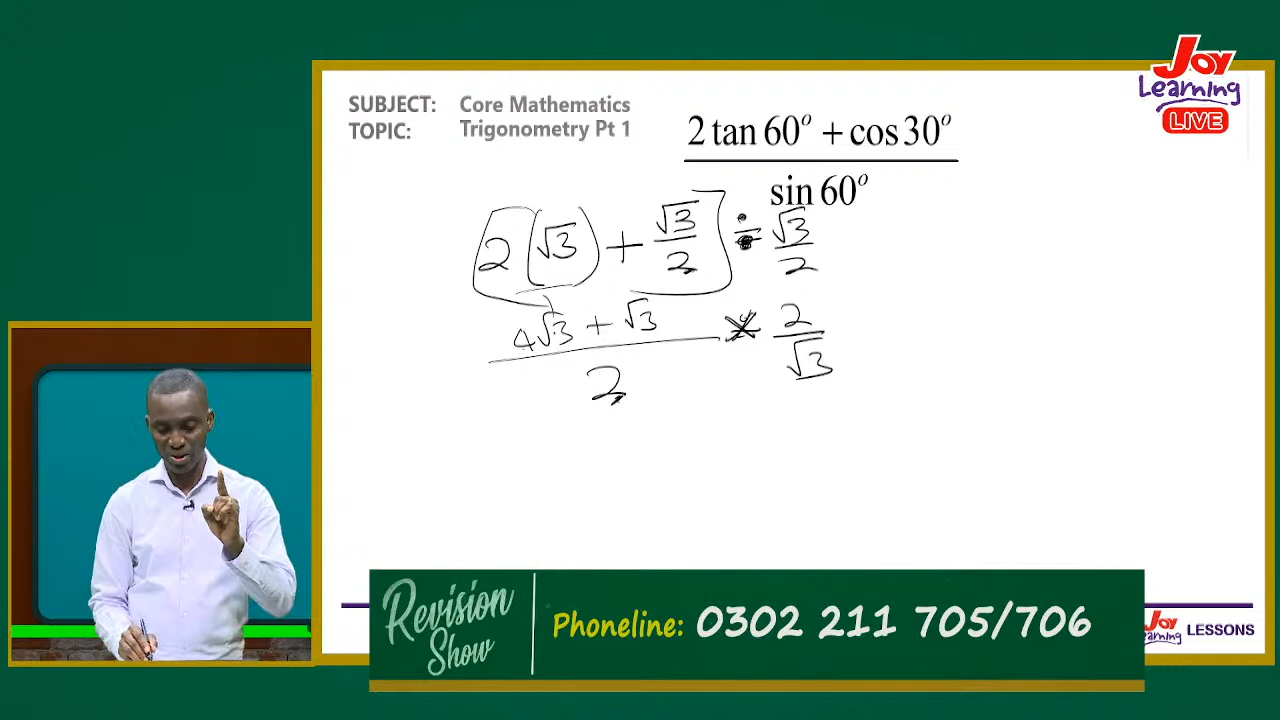 Joy
Learning
LIVE
SUBJECT: Core Mathematics
TOPIC: Trigonometry Pt 1
2 tan 60° + cos 30°
sin 60°
2(√3) + √3/2 ÷ √3/2
4√3 + √3 / 2 × 2/√3
Revision
Show
Phoneline: 0302 211 705/706
Joy
Learning LESSONS